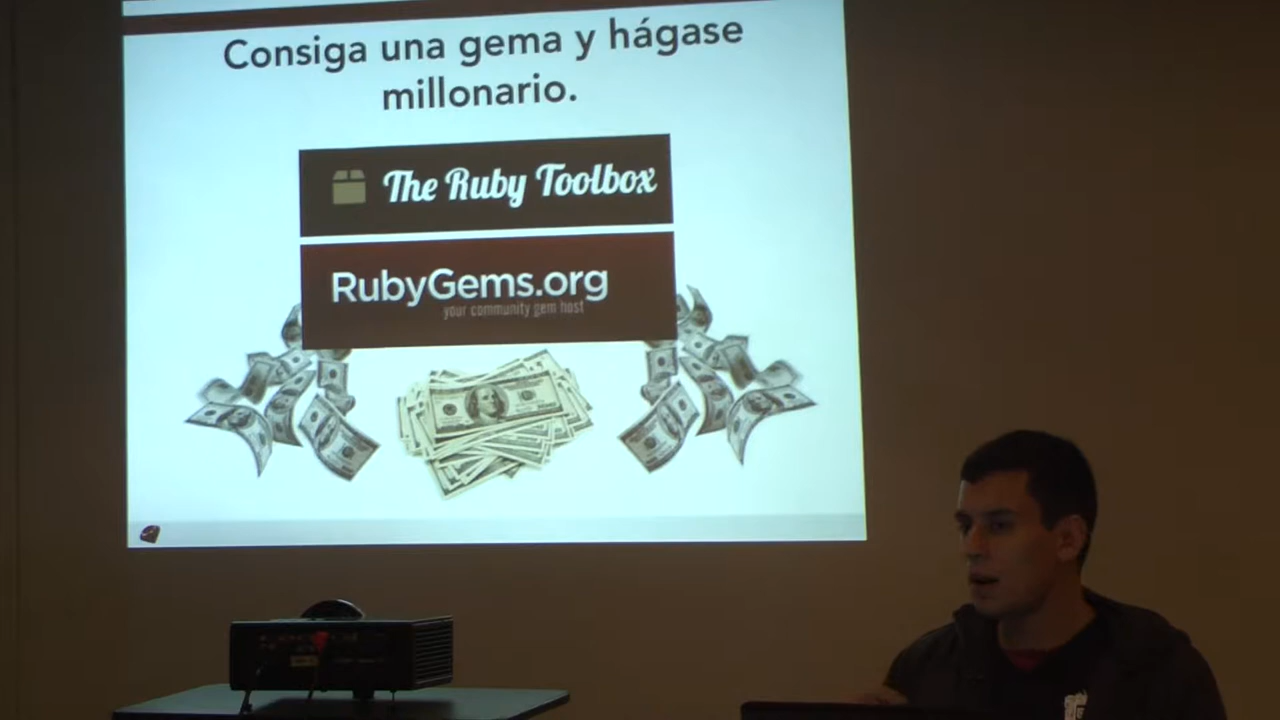 Consiga una gema y hágase
millonario.
The Ruby Toolbox
RubyGems.org
your community gem host